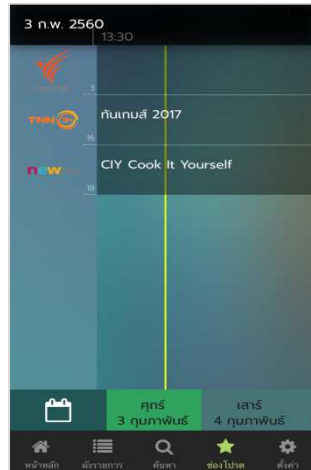 3 ก.พ. 2560
13:30
3
TNN
ทันเกมส์ 2017
16
new
CIY Cook It Yourself
18
ศุกร์
3 กุมภาพันธ์
เสาร์
4 กุมภาพันธ์
หน้าหลัก
ผังรายการ
ค้นหา
ช่องโปรด
ตั้งค่า